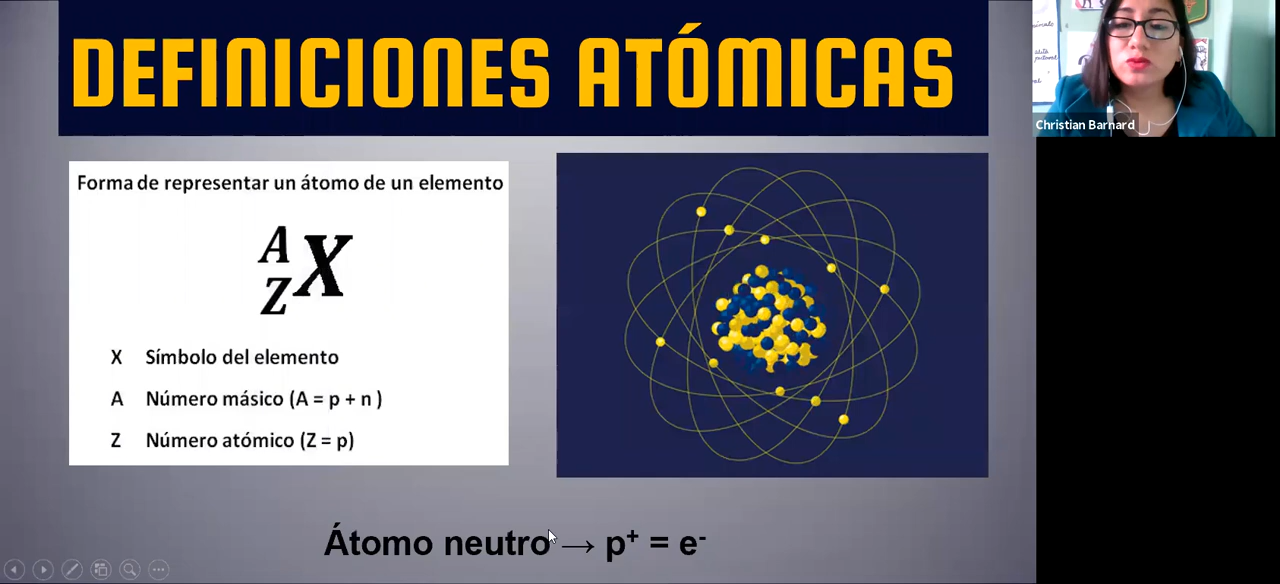 DEFINICIONES ATÓMICAS
Forma de representar un átomo de un elemento
A
Z X
X Símbolo del elemento
A Número másico (A = p + n )
Z Número atómico (Z = p)
Átomo neutro → p⁺ = e⁻
Christian Barnard